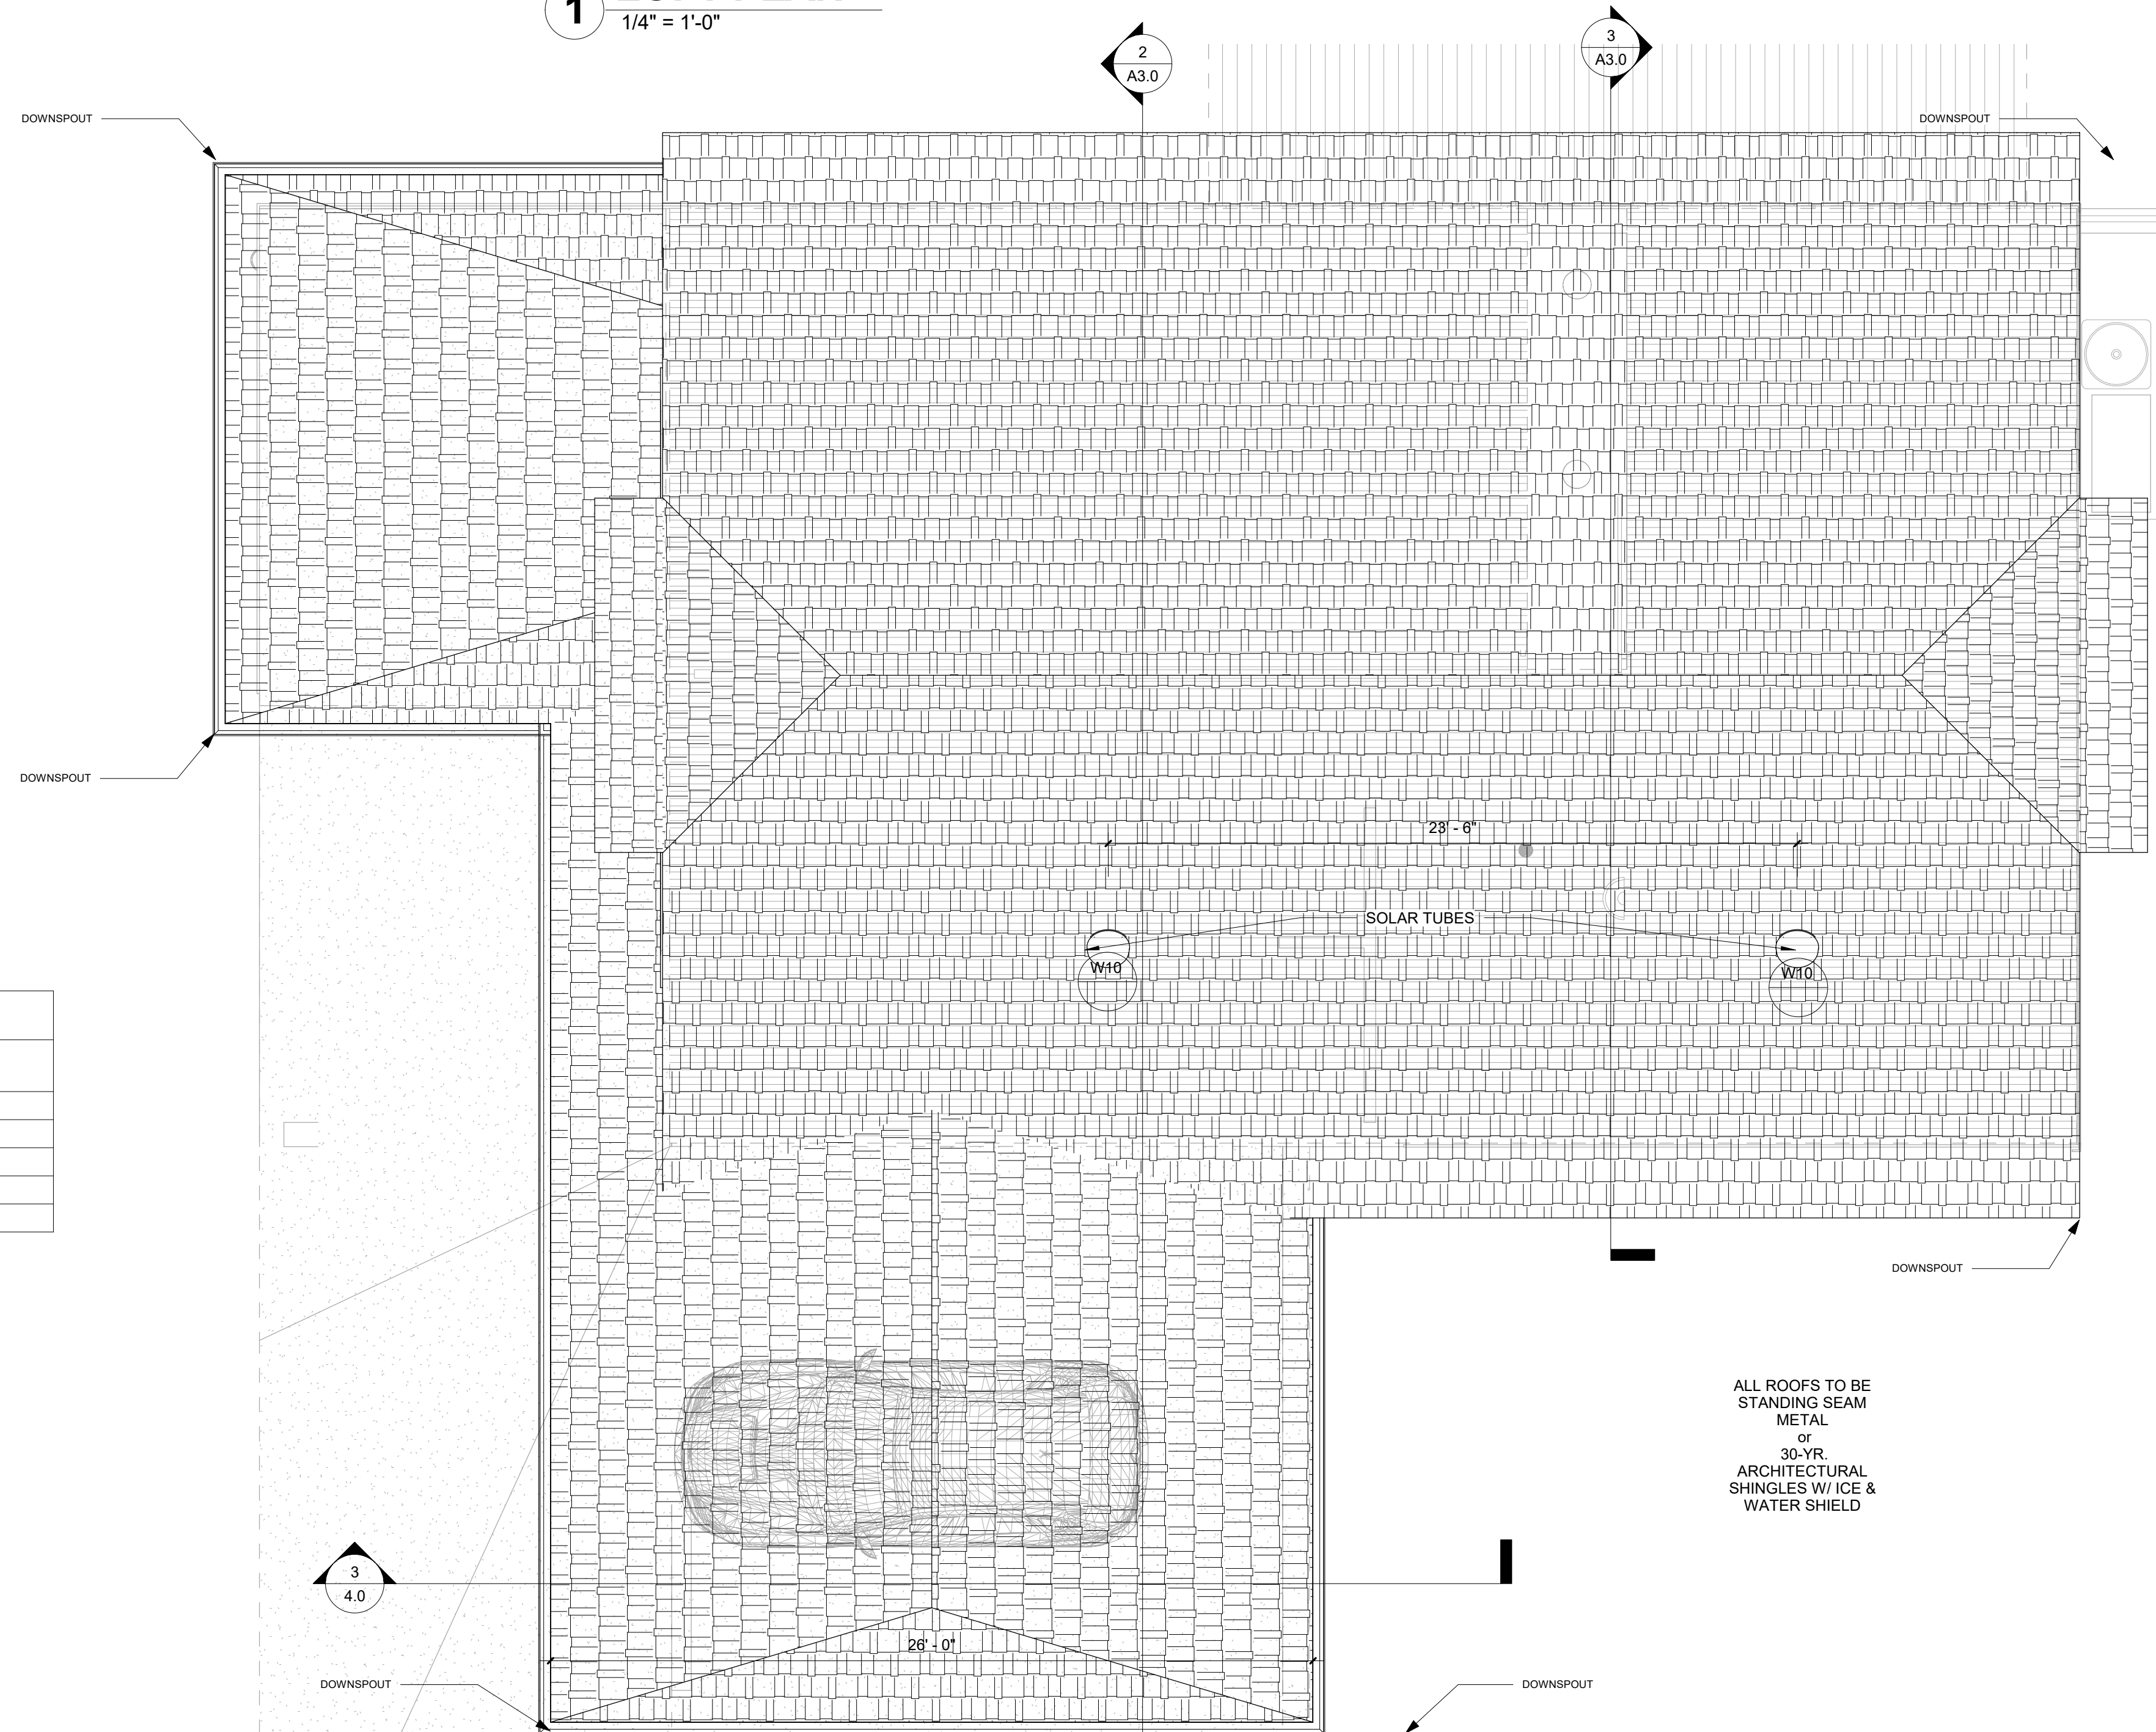 1
1/4" = 1'-0"
2
A3.0
3
A3.0
DOWNSPOUT
DOWNSPOUT
DOWNSPOUT
23' - 6"
SOLAR TUBES
W10
W10
DOWNSPOUT
ALL ROOFS TO BE
STANDING SEAM
METAL
or
30-YR.
ARCHITECTURAL
SHINGLES W/ ICE &
WATER SHIELD
3
4.0
26' - 0"
DOWNSPOUT
DOWNSPOUT